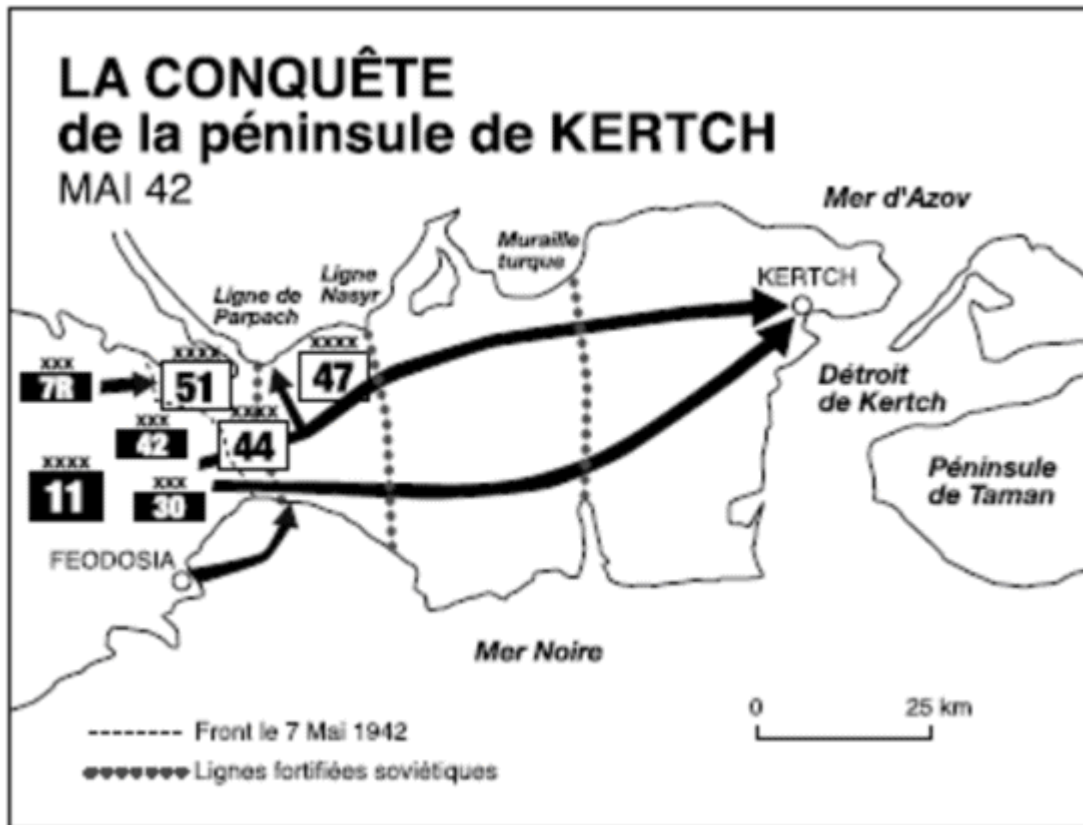 LA CONQUÊTE
de la péninsule de KERTCH
MAI 42
Mer d'Azov
Muraille
turque
Ligne
Nasyr
Ligne de
Parpach
KERTCH
xxxx
47
xxxx
51
xxx
7R
Détroit
de Kertch
xxx
42
xxxx
44
Péninsule
de Taman
xxxx
11
xxx
30
FEODOSIA
Mer Noire
0 25 km
Front le 7 Mai 1942
Lignes fortifiées soviétiques